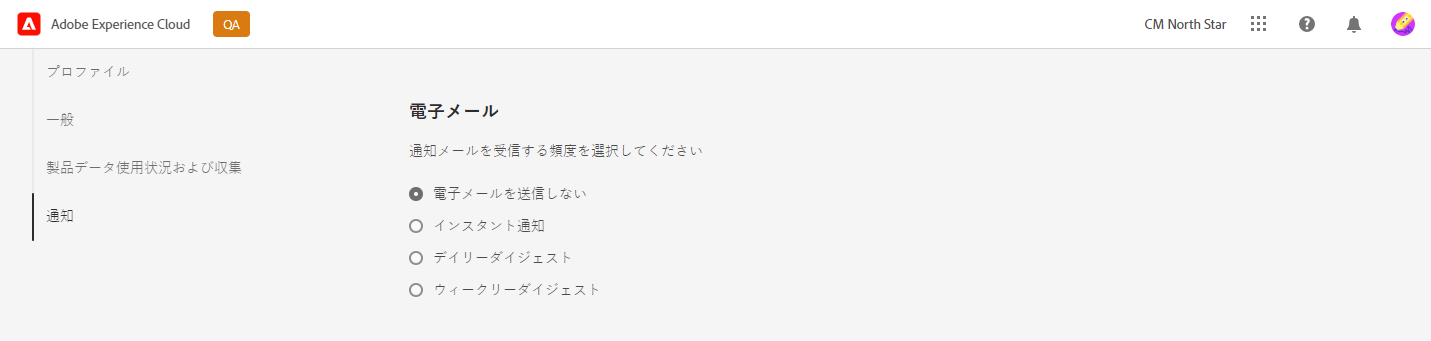 Adobe Experience Cloud QA CM North Star
プロファイル
一般
製品データ使用状況および収集
通知
電子メール
通知メールを受信する頻度を選択してください
電子メールを送信しない
インスタント通知
デイリーダイジェスト
ウィークリーダイジェスト